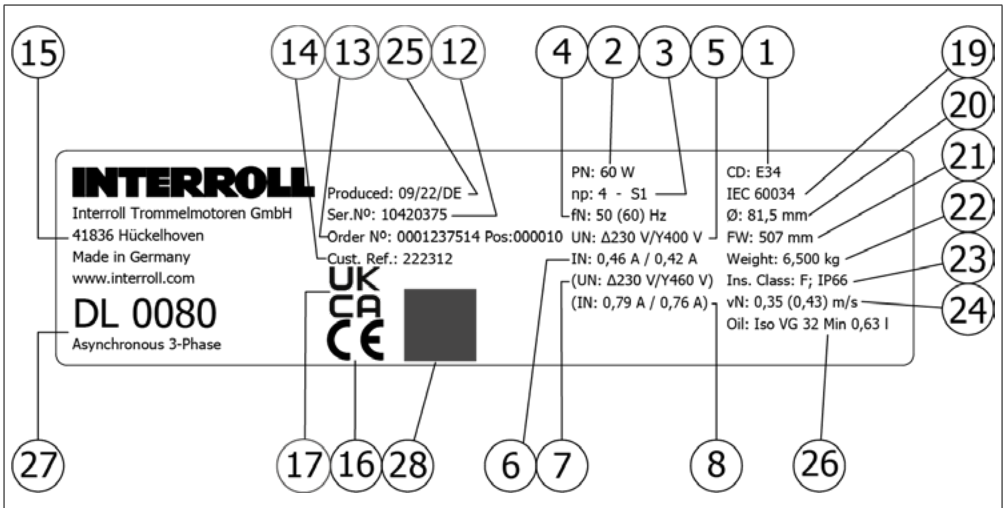 15 14 13 25 12 4 2 3 5 1 19
20
21
22
23
24
INTERROLL
Interroll Trommelmotoren GmbH
41836 Hückelhoven
Made in Germany
www.interroll.com
DL 0080
Asynchronous 3-Phase
Produced: 09/22/DE
Ser.Nº: 10420375
Order Nº: 0001237514 Pos:000010
Cust. Ref.: 222312
UK
CA
CE
PN: 60 W
np: 4 - S1
fN: 50 (60) Hz
UN: Δ230 V/Y400 V
IN: 0,46 A / 0,42 A
(UN: Δ230 V/Y460 V)
(IN: 0,79 A / 0,76 A)
CD: E34
IEC 60034
Ø: 81,5 mm
FW: 507 mm
Weight: 6,500 kg
Ins. Class: F; IP66
vN: 0,35 (0,43) m/s
Oil: Iso VG 32 Min 0,63 l
27 17 16 28 6 7 8 26